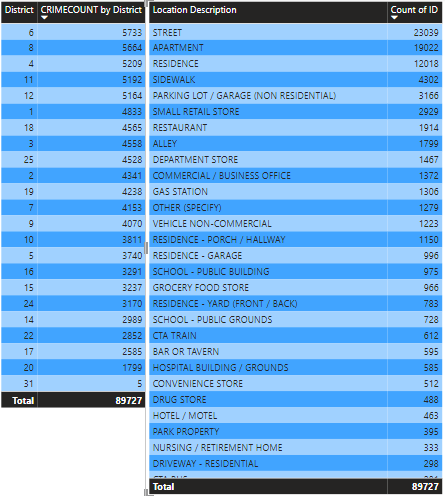 District CRIMECOUNT by District
6 5733
8 5664
4 5209
11 5192
12 5164
1 4833
18 4565
3 4558
25 4528
2 4341
19 4238
7 4153
9 4070
10 3811
5 3740
16 3291
15 3237
24 3170
14 2989
22 2852
17 2585
20 1799
31 5
Total 89727
Location Description Count of ID
STREET 23039
APARTMENT 19022
RESIDENCE 12018
SIDEWALK 4302
PARKING LOT / GARAGE (NON RESIDENTIAL) 3166
SMALL RETAIL STORE 2929
RESTAURANT 1914
ALLEY 1799
DEPARTMENT STORE 1467
COMMERCIAL / BUSINESS OFFICE 1372
GAS STATION 1306
OTHER (SPECIFY) 1279
VEHICLE NON-COMMERCIAL 1223
RESIDENCE - PORCH / HALLWAY 1150
RESIDENCE - GARAGE 996
SCHOOL - PUBLIC BUILDING 975
GROCERY FOOD STORE 966
RESIDENCE - YARD (FRONT / BACK) 783
SCHOOL - PUBLIC GROUNDS 728
CTA TRAIN 612
BAR OR TAVERN 595
HOSPITAL BUILDING / GROUNDS 585
CONVENIENCE STORE 512
DRUG STORE 488
HOTEL / MOTEL 463
PARK PROPERTY 395
NURSING / RETIREMENT HOME 333
DRIVEWAY - RESIDENTIAL 298
Total 89727